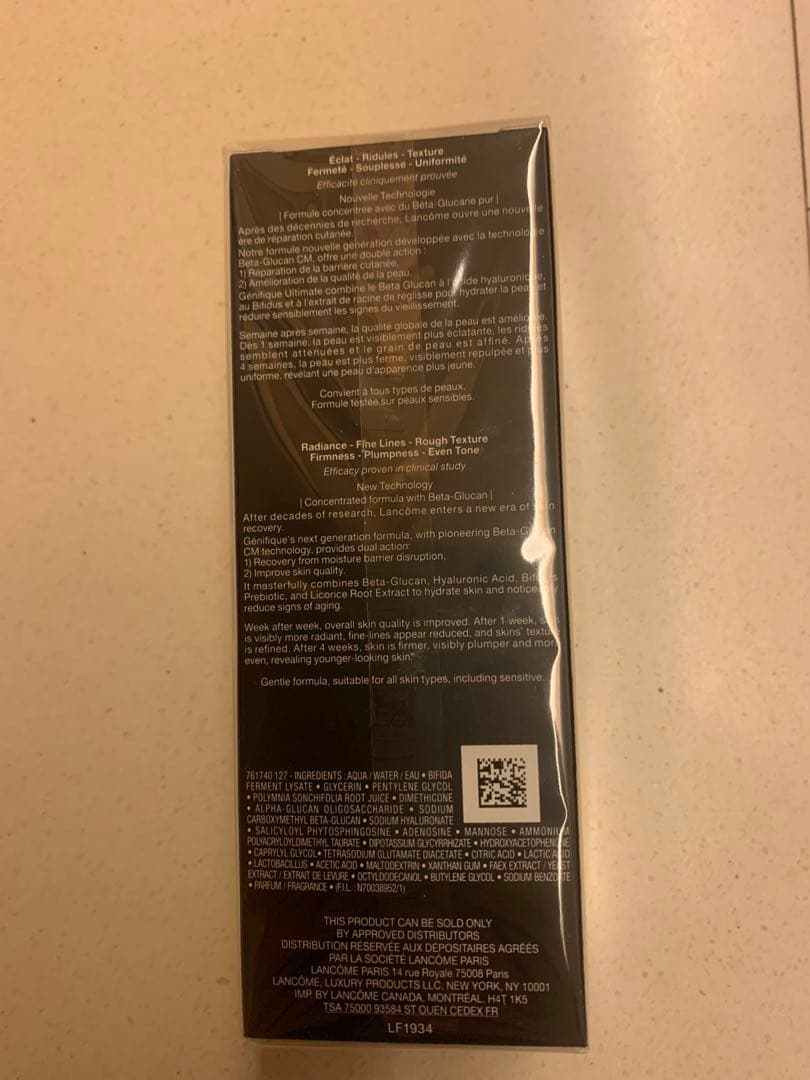 Éclat - Ridules - Texture
Fermeté - Souplesse - Uniformité
Efficacité cliniquement prouvée
Nouvelle Technologie
| Formule concentrée avec du Bêta-Glucane pur |
Après des décennies de recherche, Lancôme ouvre une nouvelle
ère de réparation cutanée.
Notre formule nouvelle génération développée avec la technologie
Beta-Glucan CM, offre une double action :
1) Réparation de la barrière cutanée.
2) Amélioration de la qualité de la peau.
Génifique Ultimate combine le Beta Glucan à l'acide hyaluronique,
au Bifidus et à l'extrait de racine de réglisse pour hydrater la peau et
réduire sensiblement les signes du vieillissement.
Semaine après semaine, la qualité globale de la peau est améliorée.
Dès 1 semaine, la peau est visiblement plus éclatante, les ridules
semblent atténuées et le grain de peau est affiné. Après
4 semaines, la peau est plus ferme, visiblement repulpée et plus
uniforme, révélant une peau d'apparence plus jeune.
Convient à tous types de peaux.
Formule testée sur peaux sensibles.
Radiance - Fine Lines - Rough Texture
Firmness - Plumpness - Even Tone
Efficacy proven in clinical study
New Technology
| Concentrated formula with Beta-Glucan |
After decades of research, Lancôme enters a new era of skin
recovery.
Génifique's next generation formula, with pioneering Beta-Glucan
CM technology, provides dual action:
1) Recovery from moisture barrier disruption,
2) Improve skin quality.
It masterfully combines Beta-Glucan, Hyaluronic Acid, Bifidus
Prebiotic, and Licorice Root Extract to hydrate skin and noticeably
reduce signs of aging.
Week after week, overall skin quality is improved. After 1 week, skin
is visibly more radiant, fine-lines appear reduced, and skins' texture
is refined. After 4 weeks, skin is firmer, visibly plumper and more
even, revealing younger-looking skin.*
Gentle formula, suitable for all skin types, including sensitive.
761740 127 - INGREDIENTS : AQUA / WATER / EAU • BIFIDA
FERMENT LYSATE • GLYCERIN • PENTYLENE GLYCOL
• POLYMNIA SONCHIFOLIA ROOT JUICE • DIMETHICONE
• ALPHA-GLUCAN OLIGOSACCHARIDE • SODIUM
CARBOXYMETHYL BETA-GLUCAN • SODIUM HYALURONATE
• SALICYLOYL PHYTOSPHINGOSINE • ADENOSINE • MANNOSE • AMMONIUM
POLYACRYLOYLDIMETHYL TAURATE • DIPOTASSIUM GLYCYRRHIZATE • HYDROXYACETOPHENONE
• CAPRYLYL GLYCOL • TETRASODIUM GLUTAMATE DIACETATE • CITRIC ACID • LACTIC ACID
• LACTOBACILLUS • ACETIC ACID • MALTODEXTRIN • XANTHAN GUM • FAEX EXTRACT / YEAST
EXTRACT / EXTRAIT DE LEVURE • OCTYLDODECANOL • BUTYLENE GLYCOL • SODIUM BENZOATE
• PARFUM / FRAGRANCE • (F.I.L. : N70038952/1)
THIS PRODUCT CAN BE SOLD ONLY
BY APPROVED DISTRIBUTORS
DISTRIBUTION RÉSERVÉE AUX DÉPOSITAIRES AGRÉÉS
PAR LA SOCIÉTÉ LANCÔME PARIS
LANCÔME PARIS 14 rue Royale 75008 Paris
LANCÔME, LUXURY PRODUCTS LLC, NEW YORK, NY 10001
IMP. BY LANCÔME CANADA, MONTRÉAL, H4T 1K5
TSA 75000 93584 ST OUEN CEDEX.FR
LF1934